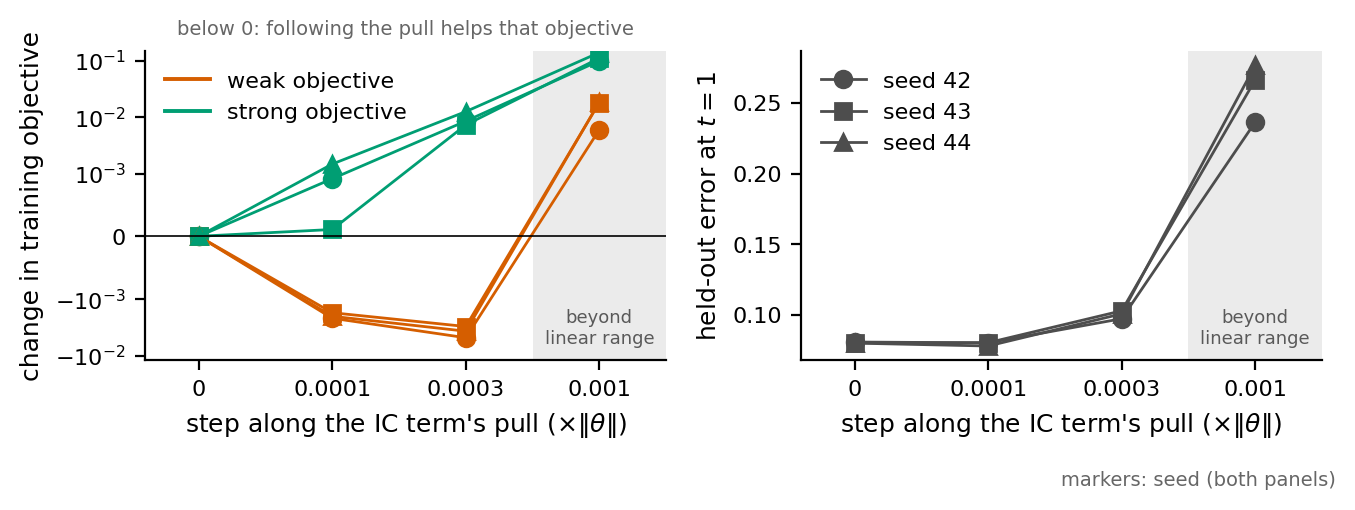 below 0: following the pull helps that objective
change in training objective
10⁻¹
10⁻²
10⁻³
0
−10⁻³
−10⁻²
weak objective
strong objective
beyond
linear range
0
0.0001
0.0003
0.001
step along the IC term's pull (×‖θ‖)
held-out error at t = 1
0.25
0.20
0.15
0.10
seed 42
seed 43
seed 44
beyond
linear range
0
0.0001
0.0003
0.001
step along the IC term's pull (×‖θ‖)
markers: seed (both panels)